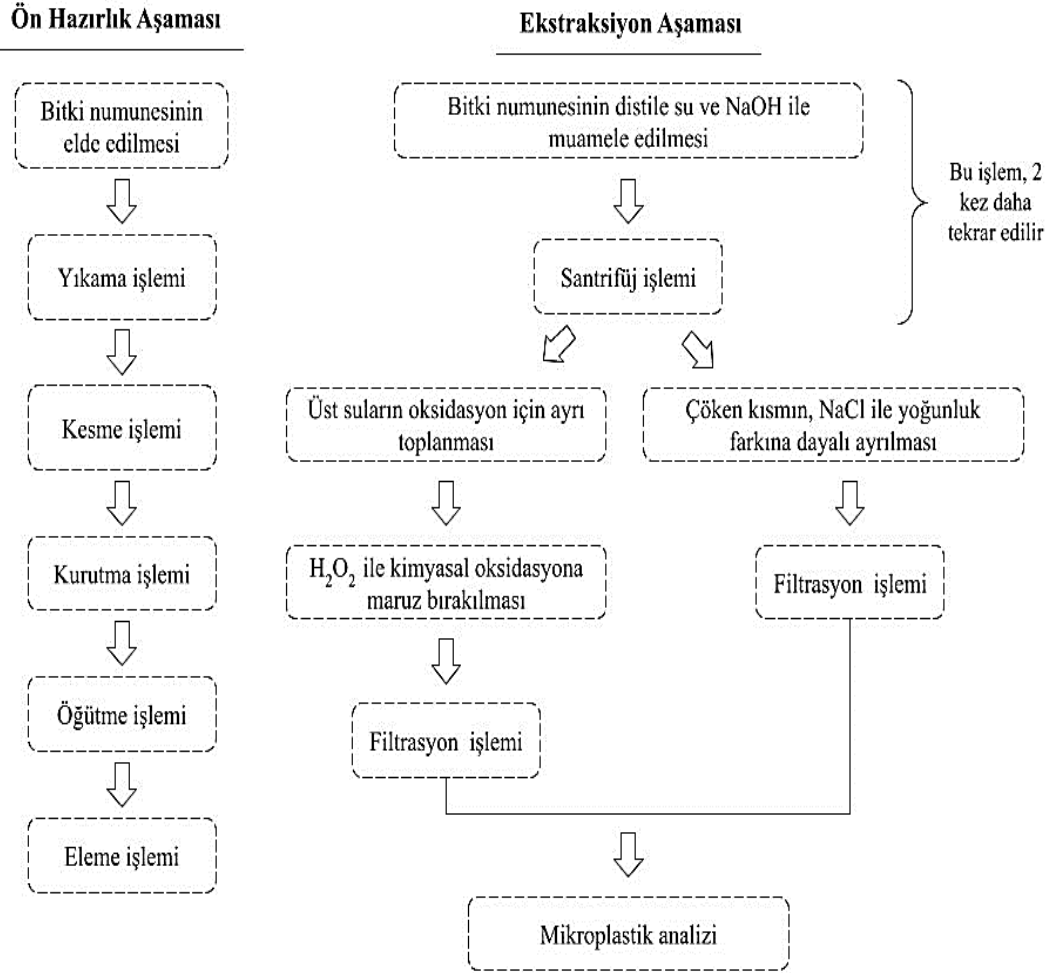 Ön Hazırlık Aşaması
Bitki numunesinin
elde edilmesi
Yıkama işlemi
Kesme işlemi
Kurutma işlemi
Öğütme işlemi
Eleme işlemi
Ekstraksiyon Aşaması
Bitki numunesinin distile su ve NaOH ile
muamele edilmesi
Santrifüj işlemi
Bu işlem, 2
kez daha
tekrar edilir
Üst suların oksidasyon için ayrı
toplanması
H₂O₂ ile kimyasal oksidasyona
maruz bırakılması
Filtrasyon işlemi
Çöken kısmın, NaCl ile yoğunluk
farkına dayalı ayrılması
Filtrasyon işlemi
Mikroplastik analizi